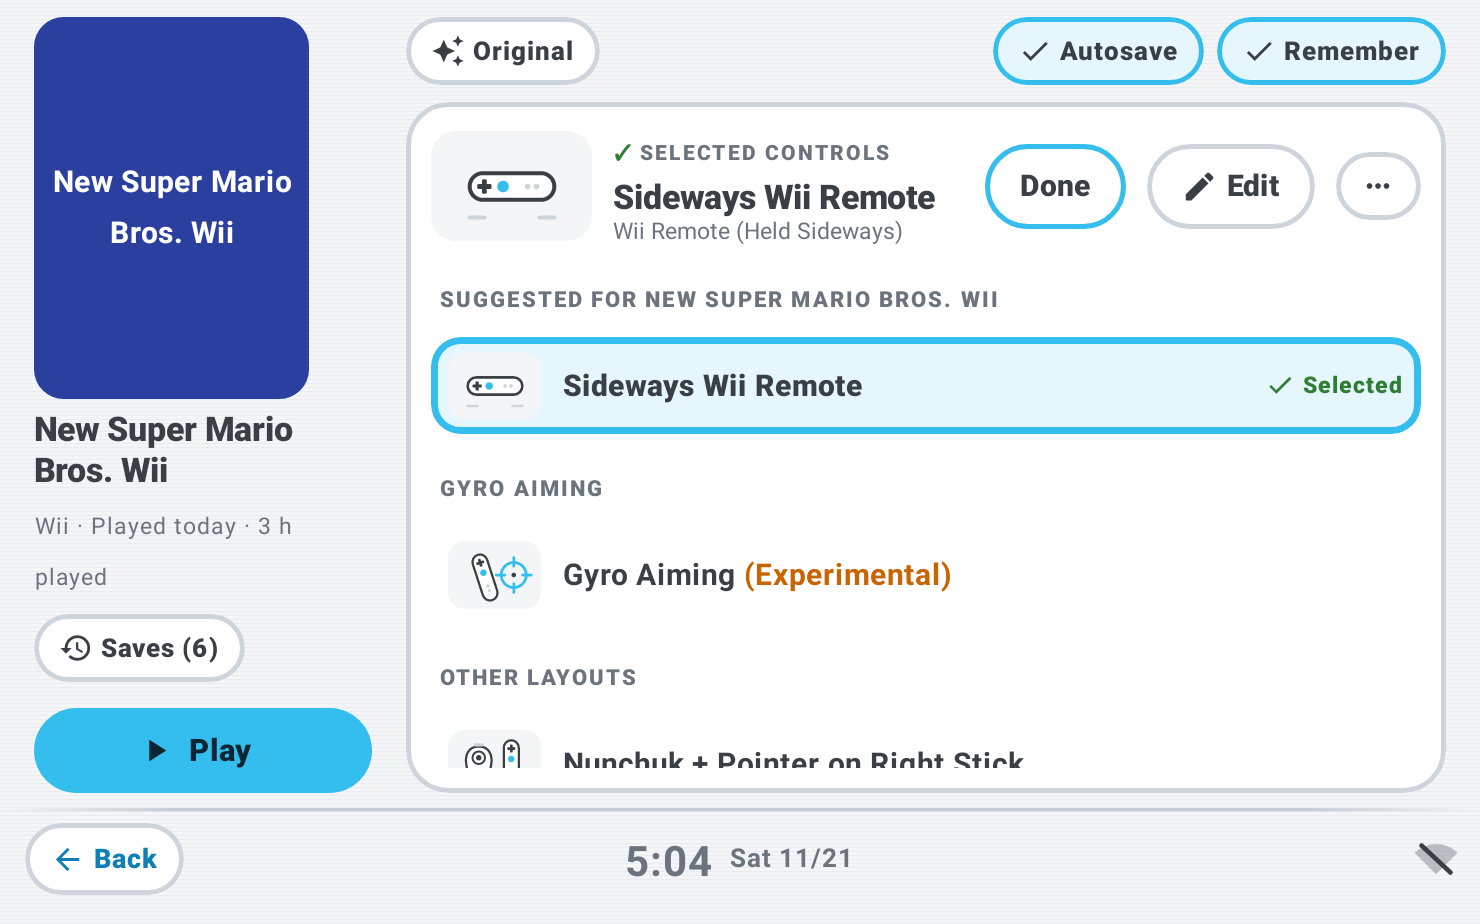 New Super Mario
Bros. Wii
New Super Mario
Bros. Wii
Wii · Played today · 3 h
played
Saves (6)
Play
Original
Autosave
Remember
✓ SELECTED CONTROLS
Sideways Wii Remote
Wii Remote (Held Sideways)
Done
Edit
SUGGESTED FOR NEW SUPER MARIO BROS. WII
Sideways Wii Remote
Selected
GYRO AIMING
Gyro Aiming (Experimental)
OTHER LAYOUTS
Nunchuk + Pointer on Right Stick
Back
5:04 Sat 11/21